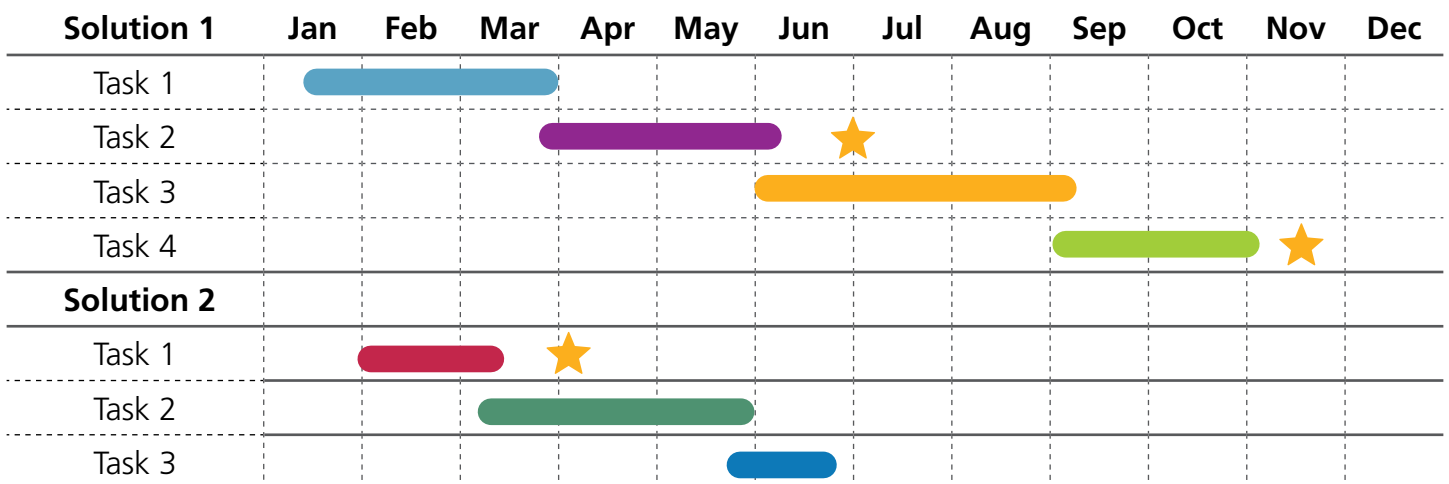 Solution 1 Jan Feb Mar Apr May Jun Jul Aug Sep Oct Nov Dec
Task 1
Task 2
Task 3
Task 4
Solution 2
Task 1
Task 2
Task 3